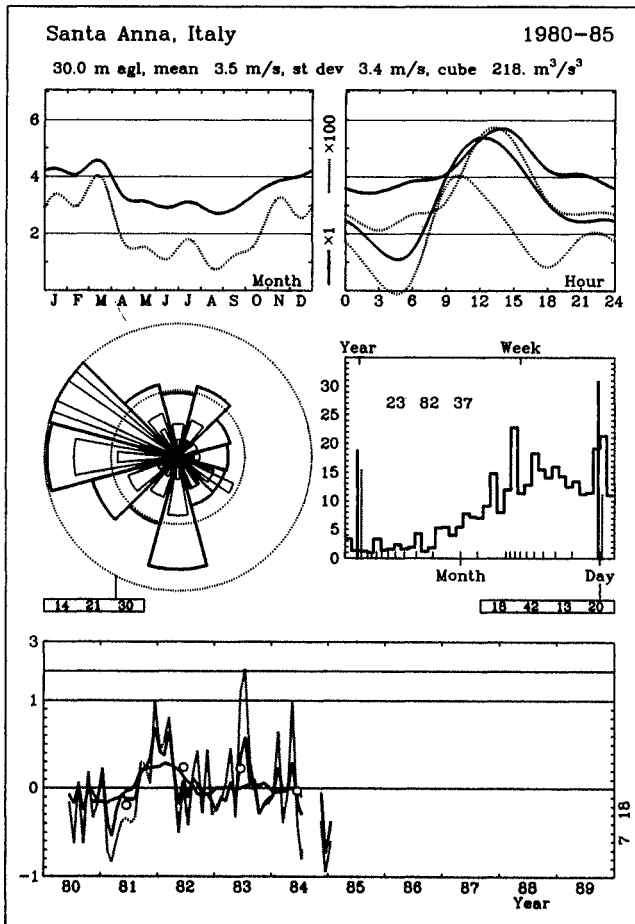 Santa Anna, Italy 1980-85
30.0 m agl, mean 3.5 m/s, st dev 3.4 m/s, cube 218. m³/s³
6
4
2
Month
J F M A M J J A S O N D
×1 ×100
Hour
0 3 6 9 12 15 18 21 24
Year Week
35
30
25
20
15
10
5
0
23 82 37
Month Day
14 21 30
18 42 13 20
3
1
0
-1
80 81 82 83 84 85 86 87 88 89
Year
7 18